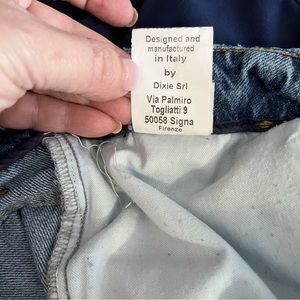 Designed and
manufactured
in Italy
by
Dixie Srl
Via Palmiro
Togliatti 9
50058 Signa
Firenze